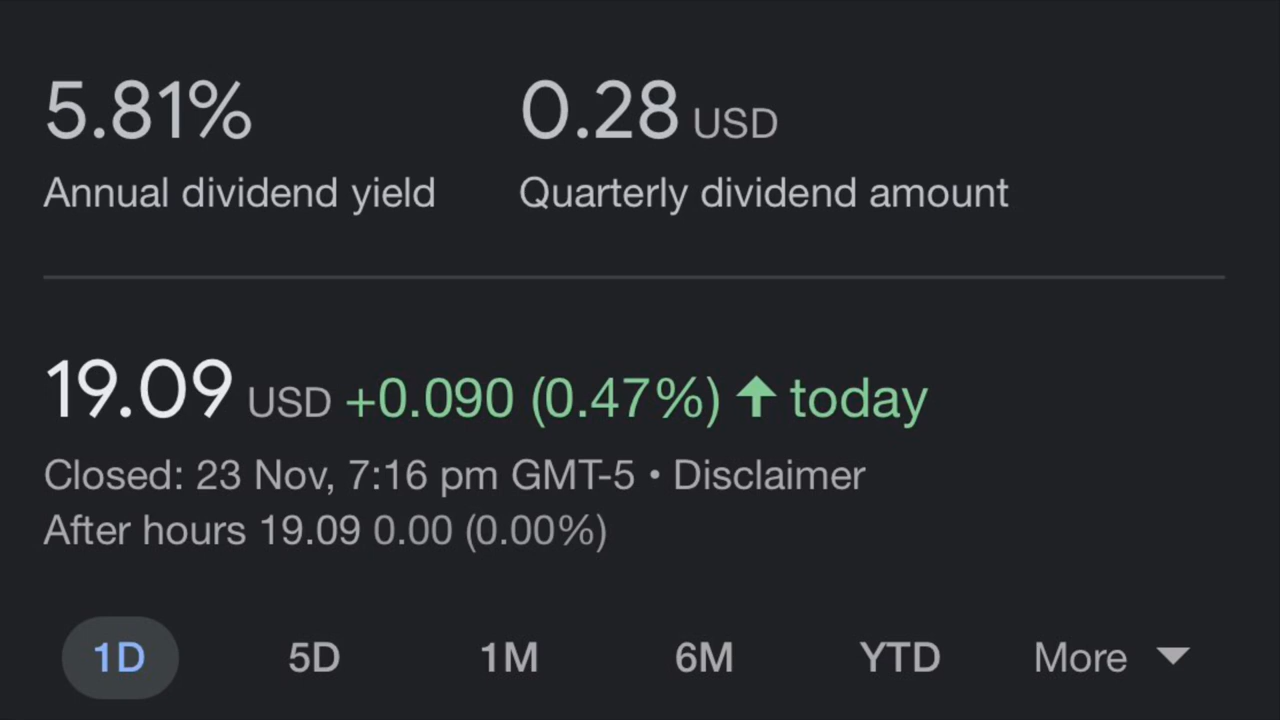 5.81% 0.28 USD
Annual dividend yield Quarterly dividend amount
19.09 USD +0.090 (0.47%) ↑ today
Closed: 23 Nov, 7:16 pm GMT-5 • Disclaimer
After hours 19.09 0.00 (0.00%)
1D 5D 1M 6M YTD More